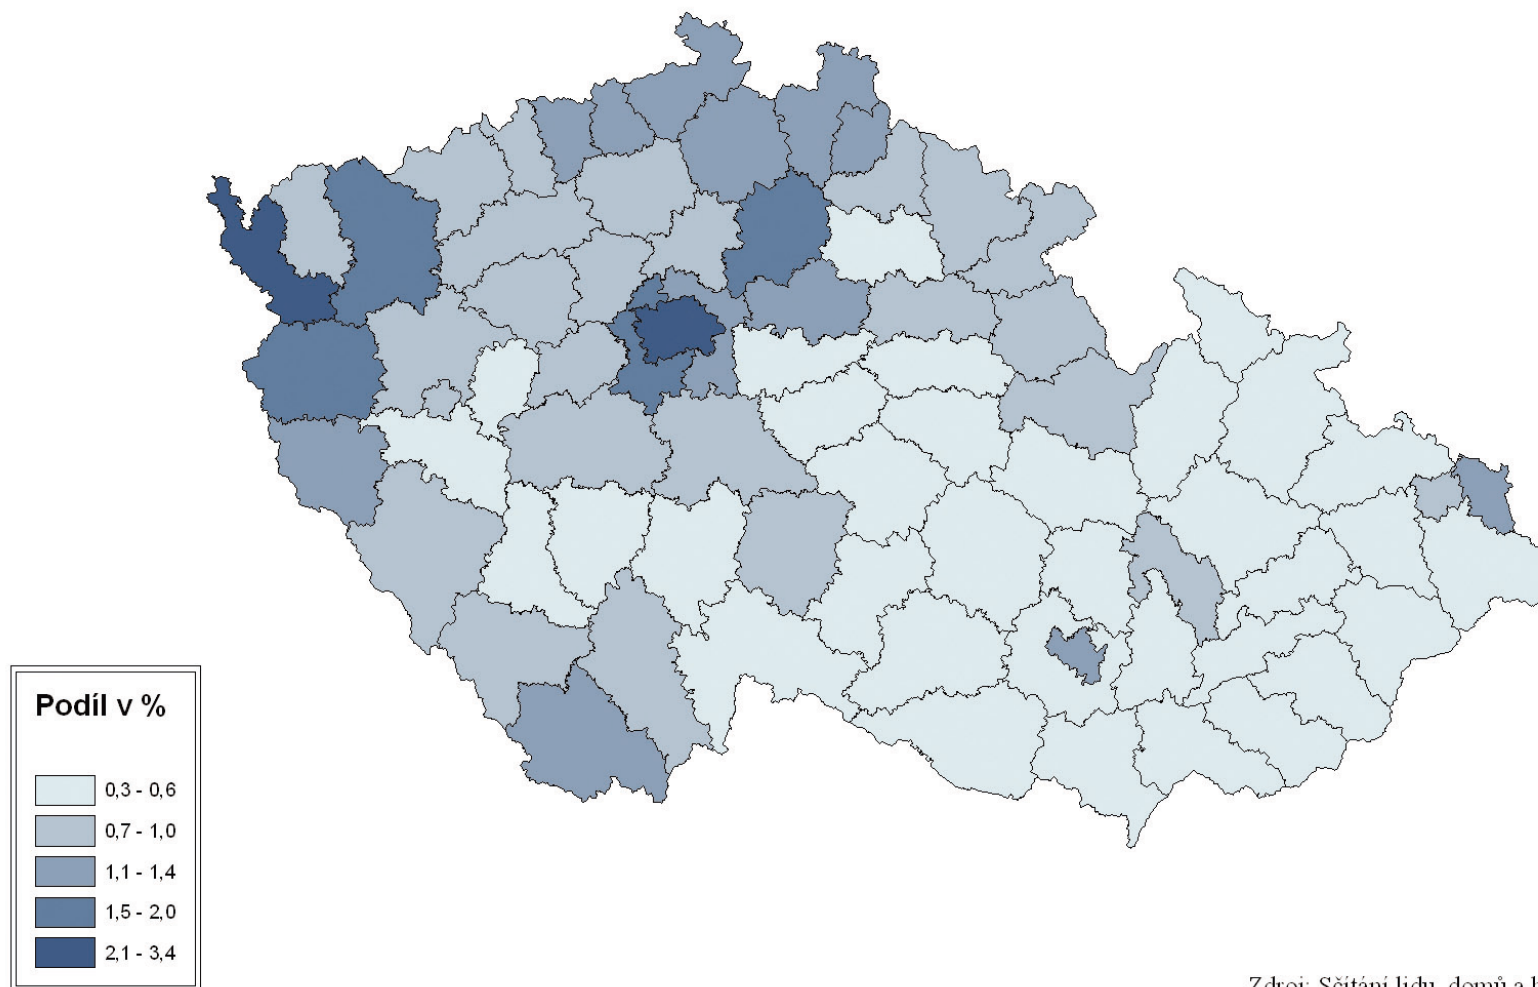 Podíl v %
0,3 - 0,6
0,7 - 1,0
1,1 - 1,4
1,5 - 2,0
2,1 - 3,4
Zdroj: Sčítání lidu, domů a